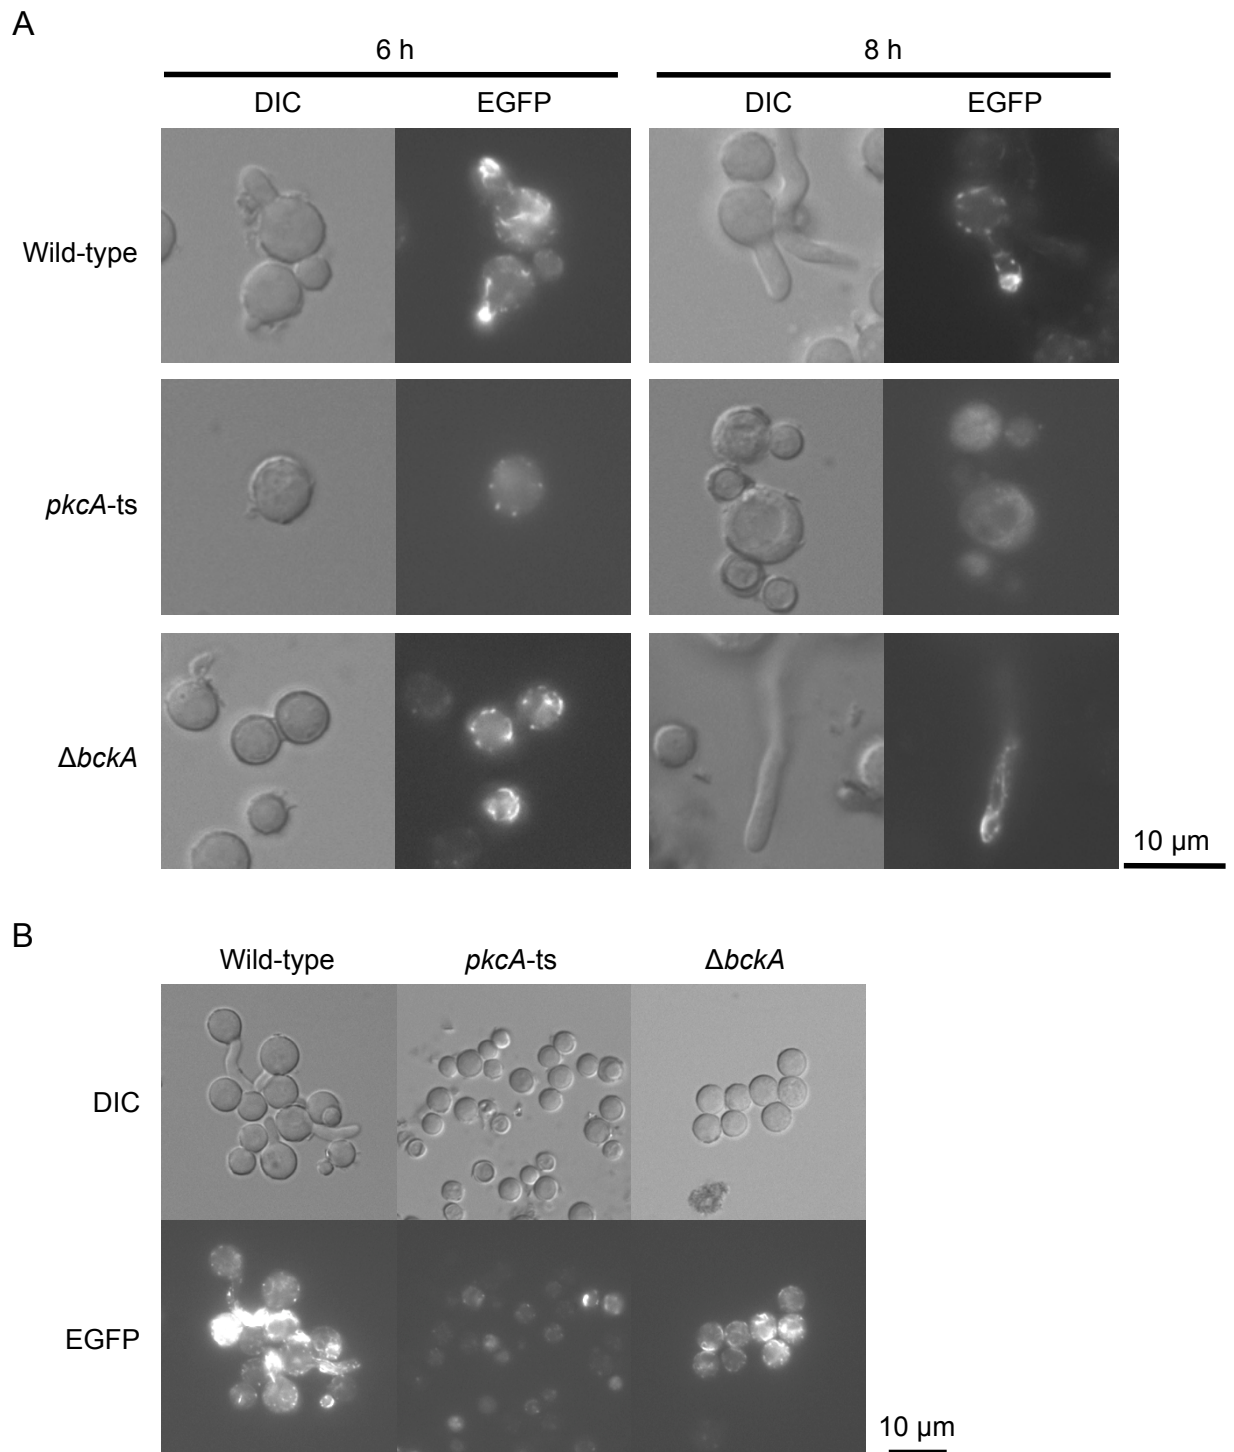 A
6 h 8 h
DIC EGFP DIC EGFP
Wild-type
pkcA-ts
ΔbckA
10 μm
B
Wild-type pkcA-ts ΔbckA
DIC
EGFP
10 μm